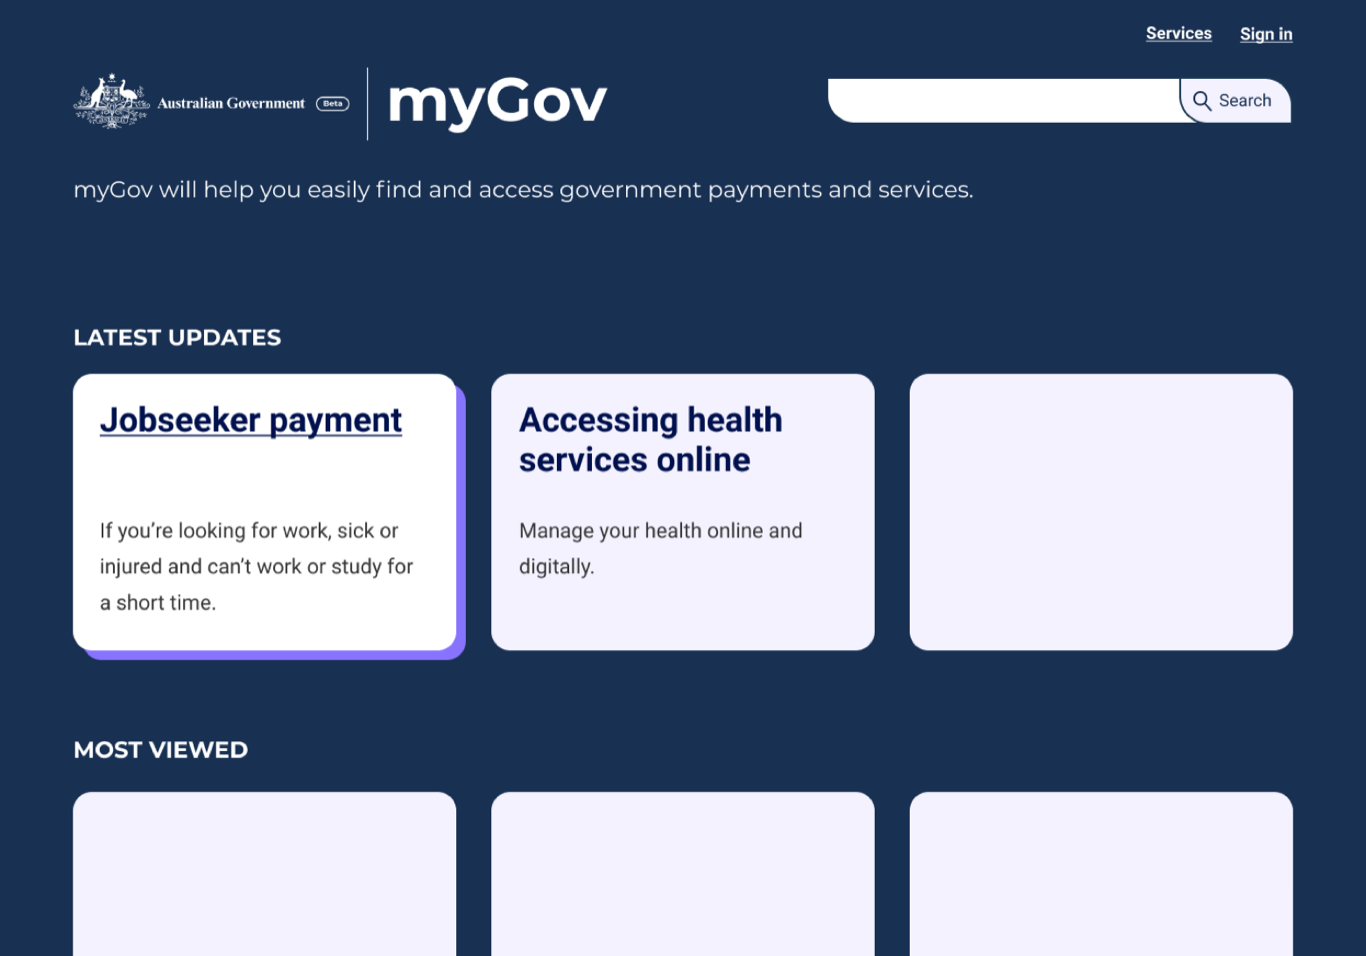 Services
Sign in
Australian Government
Beta
myGov
Search
myGov will help you easily find and access government payments and services.
LATEST UPDATES
Jobseeker payment
If you’re looking for work, sick or
injured and can’t work or study for
a short time.
Accessing health
services online
Manage your health online and
digitally.
MOST VIEWED